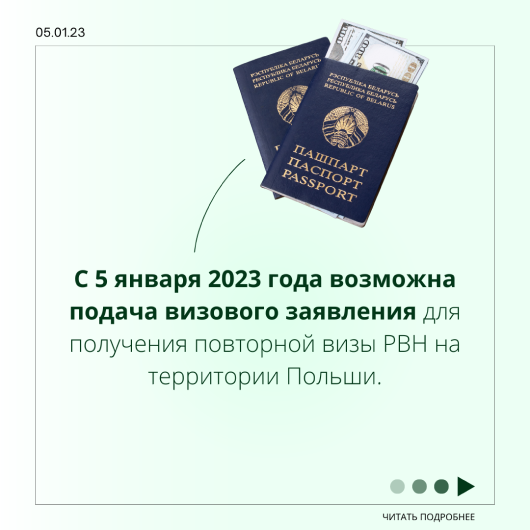 05.01.23
РЭСПУБЛІКА БЕЛАРУСЬ
РЕСПУБЛИКА БЕЛАРУСЬ
REPUBLIC OF BELARUS
РЭСПУБЛІКА БЕЛАРУСЬ
РЕСПУБЛИКА БЕЛАРУСЬ
REPUBLIC OF BELARUS
ПАШПАРТ
ПАСПОРТ
PASSPORT
С 5 января 2023 года возможна
подача визового заявления для
получения повторной визы РВН на
территории Польши.
ЧИТАТЬ ПОДРОБНЕЕ